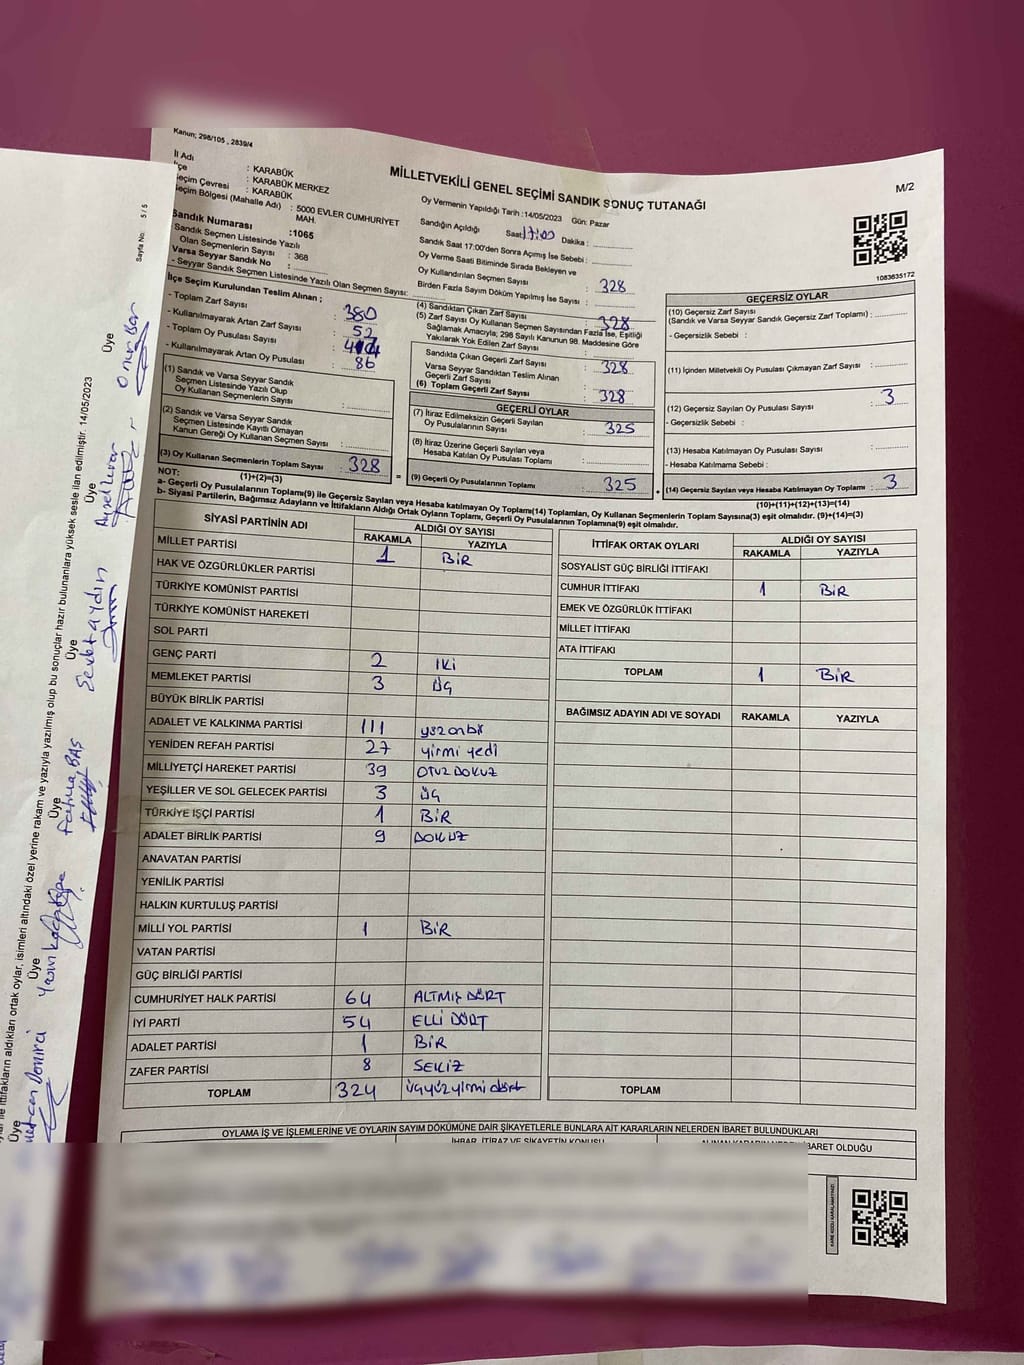 Kanun; 298/105 , 2839/4
İl Adı : KARABÜK
: KARABÜK MERKEZ
eçim Çevresi : KARABÜK
eçim Bölgesi (Mahalle Adı) : 5000 EVLER CUMHURİYET MAH.
Sandık Numarası :1065
Sandık Seçmen Listesinde Yazılı
Olan Seçmenlerin Sayısı : 368
Varsa Seyyar Sandık No :
- Seyyar Sandık Seçmen Listesinde Yazılı Olan Seçmen Sayısı:
MİLLETVEKİLİ GENEL SEÇİMİ SANDIK SONUÇ TUTANAĞI
M/2
Oy Vermenin Yapıldığı Tarih :14/05/2023 Gün: Pazar
Sandığın Açıldığı Saat 17:00 Dakika :
Sandık Saat 17:00'den Sonra Açımış İse Sebebi :
Oy Verme Saati Bitiminde Sırada Bekleyen ve
Oy Kullandırılan Seçmen Sayısı
Birden Fazla Sayım Döküm Yapılmış İse Sayısı : 328
1083635172
İlçe Seçim Kurulundan Teslim Alınan ;
- Toplam Zarf Sayısı : 380
- Kullanılmayarak Artan Zarf Sayısı : 52
- Toplam Oy Pusulası Sayısı
- Kullanılmayarak Artan Oy Pusulası : 86
(1) Sandık ve Varsa Seyyar Sandık
Seçmen Listesinde Yazılı Olup
Oy Kullanan Seçmenlerin Sayısı :
(2) Sandık ve Varsa Seyyar Sandık
Seçmen Listesinde Kayıtlı Olmayan
Kanun Gereği Oy Kullanan Seçmen Sayısı :
(3) Oy Kullanan Seçmenlerin Toplam Sayısı : 328
(1)+(2)=(3)
(4) Sandıktan Çıkan Zarf Sayısı : 328
(5) Zarf Sayısı Oy Kullanan Seçmen Sayısından Fazla İse, Eşitliği
Sağlamak Amacıyla; 298 Sayılı Kanunun 98. Maddesine Göre
Yakılarak Yok Edilen Zarf Sayısı :
Sandıkta Çıkan Geçerli Zarf Sayısı : 328
Varsa Seyyar Sandıktan Teslim Alınan
Geçerli Zarf Sayısı :
(6) Toplam Geçerli Zarf Sayısı : 328
GEÇERLİ OYLAR
(7) İtiraz Edilmeksizin Geçerli Sayılan
Oy Pusulalarının Sayısı : 325
(8) İtiraz Üzerine Geçerli Sayılan veya
Hesaba Katılan Oy Pusulası Toplamı :
(9) Geçerli Oy Pusulalarının Toplamı : 325
GEÇERSİZ OYLAR
(10) Geçersiz Zarf Sayısı
(Sandık ve Varsa Seyyar Sandık Geçersiz Zarf Toplamı) :
- Geçersizlik Sebebi :
(11) İçinden Milletvekili Oy Pusulası Çıkmayan Zarf Sayısı :
(12) Geçersiz Sayılan Oy Pusulası Sayısı : 3
- Geçersizlik Sebebi :
(13) Hesaba Katılmayan Oy Pusulası Sayısı :
- Hesaba Katılmama Sebebi :
(14) Geçersiz Sayılan veya Hesaba Katılmayan Oy Toplamı : 3
(10)+(11)+(12)+(13)=(14)
NOT:
a- Geçerli Oy Pusulalarının Toplamı(9) ile Geçersiz Sayılan veya Hesaba katılmayan Oy Toplamı(14) Toplamları, Oy Kullanan Seçmenlerin Toplam Sayısına(3) eşit olmalıdır. (9)+(14)=(3)
b- Siyasi Partilerin, Bağımsız Adayların ve İttifakların Aldığı Ortak Oyların Toplamı, Geçerli Oy Pusulalarının Toplamına(9) eşit olmalıdır.
SİYASİ PARTİNİN ADI ALDIĞI OY SAYISI
RAKAMLA YAZIYLA
MİLLET PARTİSİ 1 BİR
HAK VE ÖZGÜRLÜKLER PARTİSİ
TÜRKİYE KOMÜNİST PARTİSİ
TÜRKİYE KOMÜNİST HAREKETİ
SOL PARTİ
GENÇ PARTİ 2 IKI
MEMLEKET PARTİSİ 3 ÜÇ
BÜYÜK BİRLİK PARTİSİ
ADALET VE KALKINMA PARTİSİ 111 yüzonbir
YENİDEN REFAH PARTİSİ 27 yirmi yedi
MİLLİYETÇİ HAREKET PARTİSİ 39 OTUZ DOKUZ
YEŞİLLER VE SOL GELECEK PARTİSİ 3 ÜÇ
TÜRKİYE İŞÇİ PARTİSİ 1 BİR
ADALET BİRLİK PARTİSİ 9 DOKUZ
ANAVATAN PARTİSİ
YENİLİK PARTİSİ
HALKIN KURTULUŞ PARTİSİ
MİLLİ YOL PARTİSİ 1 BİR
VATAN PARTİSİ
GÜÇ BİRLİĞİ PARTİSİ
CUMHURİYET HALK PARTİSİ 64 ALTMIŞ DÖRT
İYİ PARTİ 54 ELLİ DÖRT
ADALET PARTİSİ 1 BİR
ZAFER PARTİSİ 8 SEKİZ
TOPLAM 324 üçyüzyirmi dört
İTTİFAK ORTAK OYLARI ALDIĞI OY SAYISI
RAKAMLA YAZIYLA
SOSYALİST GÜÇ BİRLİĞİ İTTİFAKI
CUMHUR İTTİFAKI 1 BİR
EMEK VE ÖZGÜRLÜK İTTİFAKI
MİLLET İTTİFAKI
ATA İTTİFAKI
TOPLAM 1 BİR
BAĞIMSIZ ADAYIN ADI VE SOYADI RAKAMLA YAZIYLA
TOPLAM
OYLAMA İŞ VE İŞLEMLERİNE VE OYLARIN SAYIM DÖKÜMÜNE DAİR ŞİKAYETLERLE BUNLARA AİT KARARLARIN NELERDEN İBARET BULUNDUKLARI
İHBAR, İTİRAZ VE ŞİKAYETİN KONUSU
BARET OLDUĞU
Sayfa No: 5 / 5
ile ittifakların aldıkları ortak oylar, isimleri altındaki özel yerine rakam ve yazıyla yazılmış olup bu sonuçlar hazır bulunanlara yüksek sesle ilan edilmiştir. 14/05/2023
Üye
Üye
Üye
Sevket aydın
Üye
Fatma BAŞ
Üye
Üye
Demirci